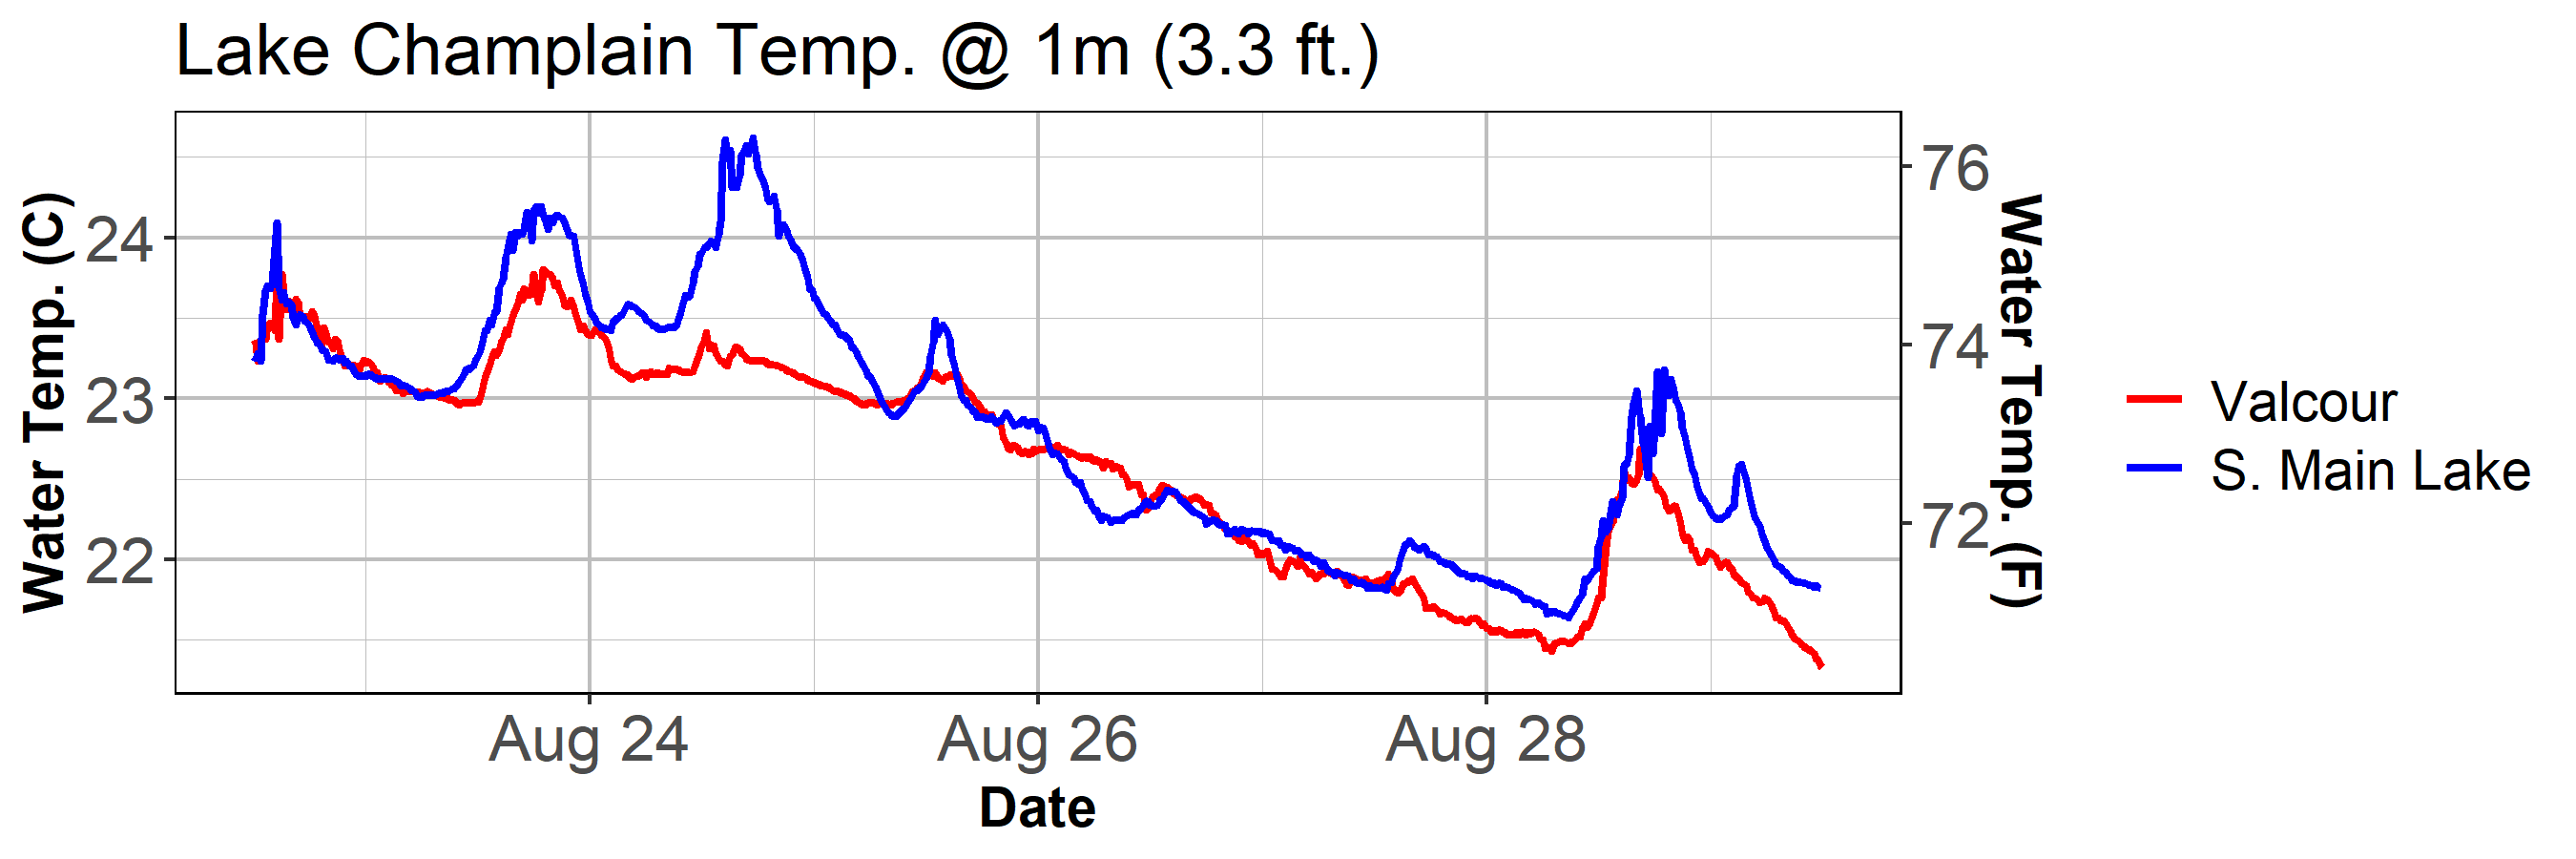 Lake Champlain Temp. @ 1m (3.3 ft.)
Water Temp. (C)
24
23
22
76
74
72
Water Temp. (F)
Valcour
S. Main Lake
Aug 24
Aug 26
Aug 28
Date